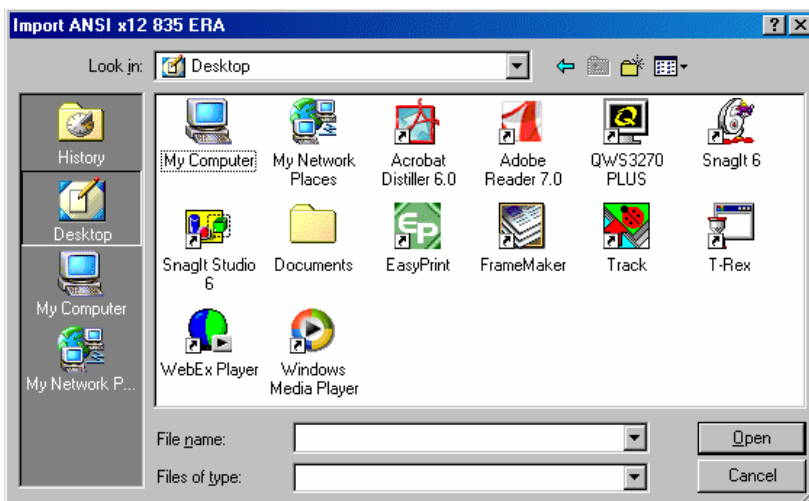 Import ANSI x12 835 ERA
Look in: Desktop
History
Desktop
My Computer
My Network P...
My Computer
My Network Places
Acrobat Distiller 6.0
Adobe Reader 7.0
QWS3270 PLUS
SnagIt 6
SnagIt Studio 6
Documents
EasyPrint
FrameMaker
Track
T-Rex
WebEx Player
Windows Media Player
File name:
Open
Files of type:
Cancel